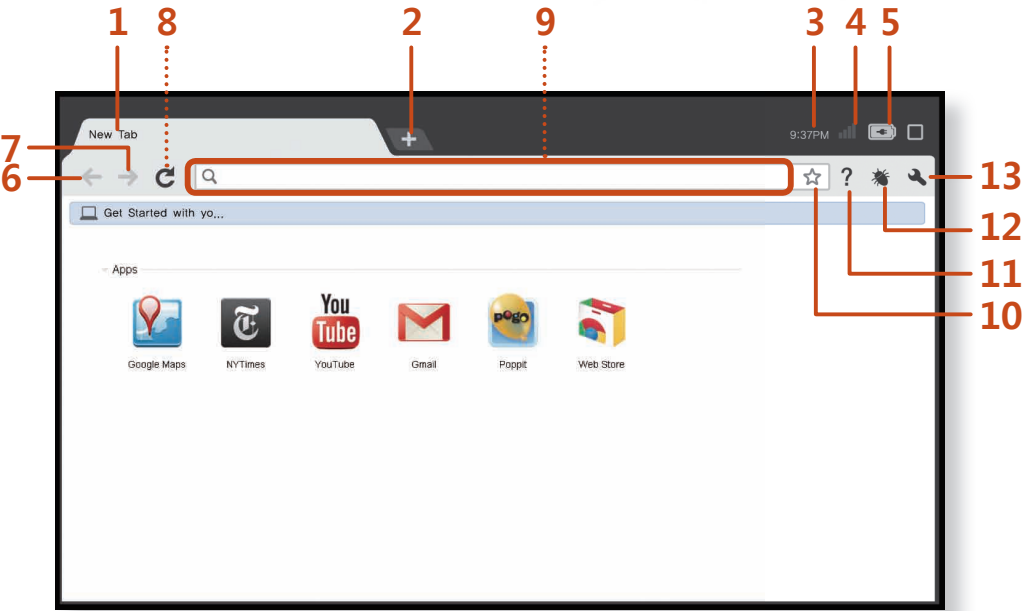 1 8 2 9 3 4 5
New Tab
9:37PM
7
6
?
13
Get Started with yo...
12
11
10
Apps
You
Tube
pogo
Google Maps NYTimes YouTube Gmail Poppit Web Store